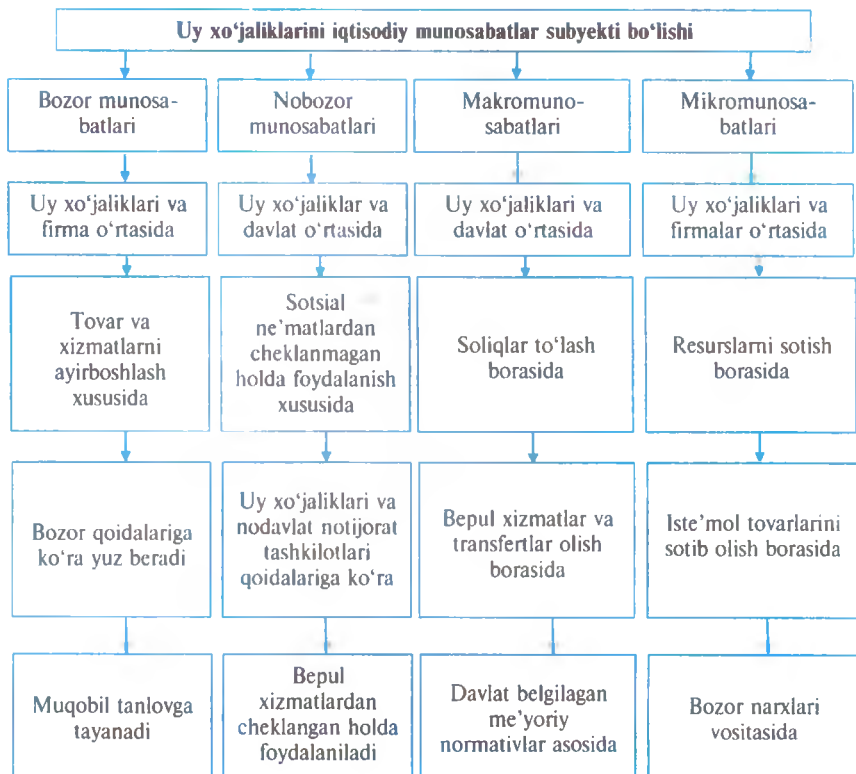 Uy xo‘jaliklarini iqtisodiy munosabatlar subyekti bo‘lishi
Bozor munosa-
batlari
Nobozor
munosabatlari
Makromuno-
sabatlari
Mikromunosa-
batlari
Uy xo‘jaliklari va
firma o‘rtasida
Uy xo‘jaliklar va
davlat o‘rtasida
Uy xo‘jaliklari va
davlat o‘rtasida
Uy xo‘jaliklari va
firmalar o‘rtasida
Tovar va
xizmatlarni
ayirboshlash
xususida
Sotsial
ne’matlardan
cheklanmagan
holda foydalanish
xususida
Soliqlar to‘lash
borasida
Resurslarni sotish
borasida
Bozor qoidalariga
ko‘ra yuz beradi
Uy xo‘jaliklari va
nodavlat notijorat
tashkilotlari
qoidalariga ko‘ra
Bepul xizmatlar va
transfertlar olish
borasida
Iste’mol tovarlarini
sotib olish borasida
Muqobil tanlovga
tayanadi
Bepul
xizmatlardan
cheklangan holda
foydalaniladi
Davlat belgilagan
me’yoriy
normativlar asosida
Bozor narxlari
vositasida